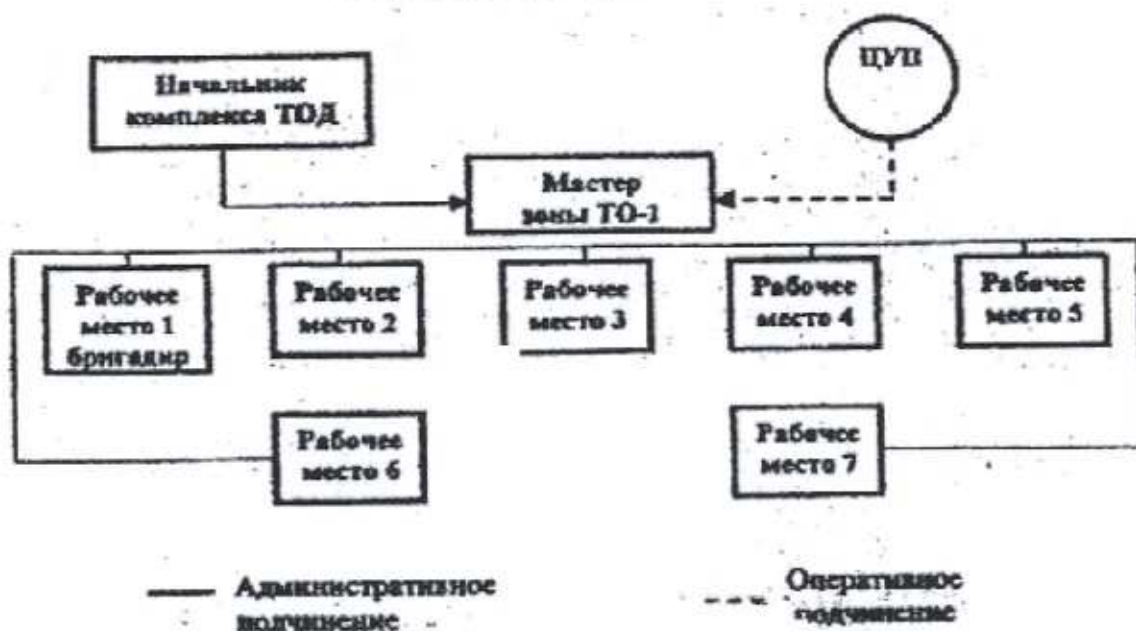 Начальник
комплекса ТОД
ЦУП
Мастер
зоны ТО-1
Рабочее
место 1
бригадир
Рабочее
место 2
Рабочее
место 3
Рабочее
место 4
Рабочее
место 5
Рабочее
место 6
Рабочее
место 7
Административное
подчинение
Оперативное
подчинение